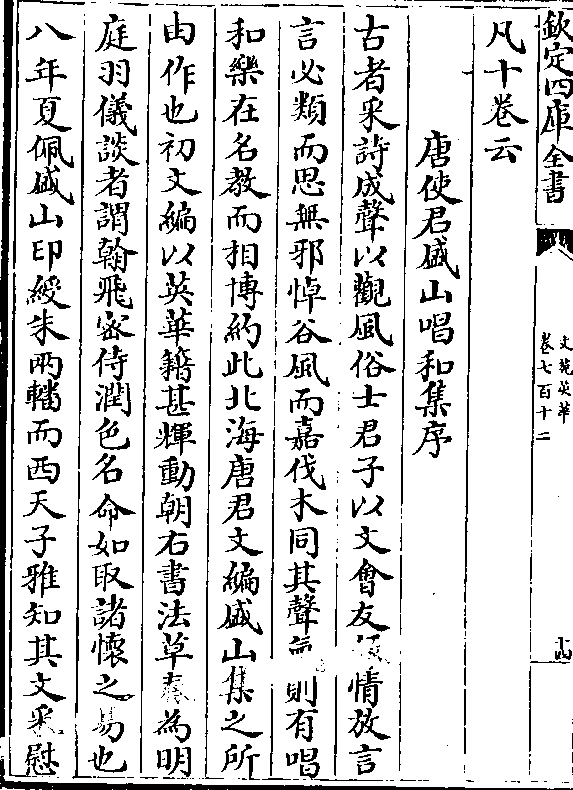 欽定四庫全書
文苑英華
卷七百十二
凡十卷云
唐使君盛山唱和集序
古者采詩成聲以觀風俗士君子以文會友情放言
言必類而思無邪悼谷風而嘉伐木同其聲則有唱
和樂在名教而相博約此北海唐君文編盛山集之所
由作也初文編以英華籍甚輝動朝右書法草奏為明
庭羽儀談者謂翰飛密侍潤色名命如取諸懷之易也
八年夏佩盛山印綬朱兩轓而西天子雅知其文采慰